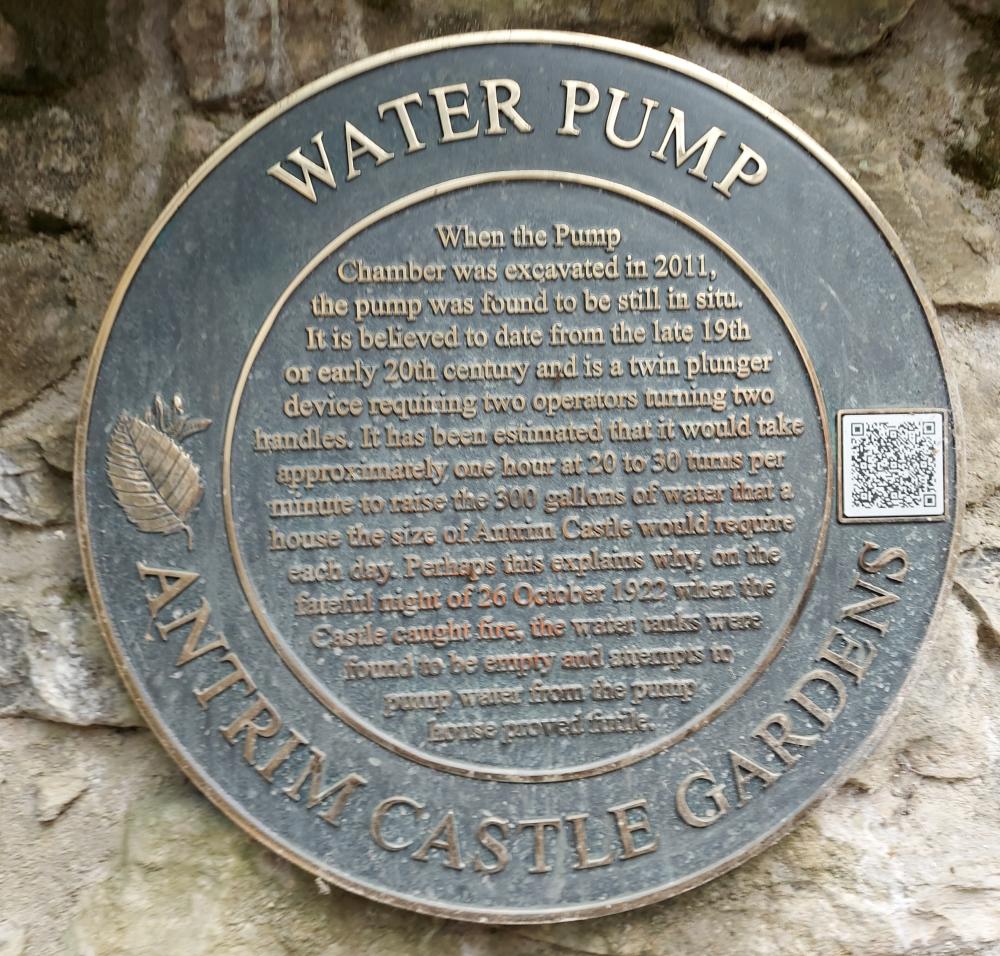 WATER PUMP
When the Pump
Chamber was excavated in 2011,
the pump was found to be still in situ.
It is believed to date from the late 19th
or early 20th century and is a twin plunger
device requiring two operators turning two
handles. It has been estimated that it would take
approximately one hour at 20 to 30 turns per
minute to raise the 300 gallons of water that a
house the size of Antrim Castle would require
each day. Perhaps this explains why, on the
fateful night of 26 October 1922 when the
Castle caught fire, the water tanks were
found to be empty and attempts to
pump water from the pump
house proved futile.
ANTRIM CASTLE GARDENS